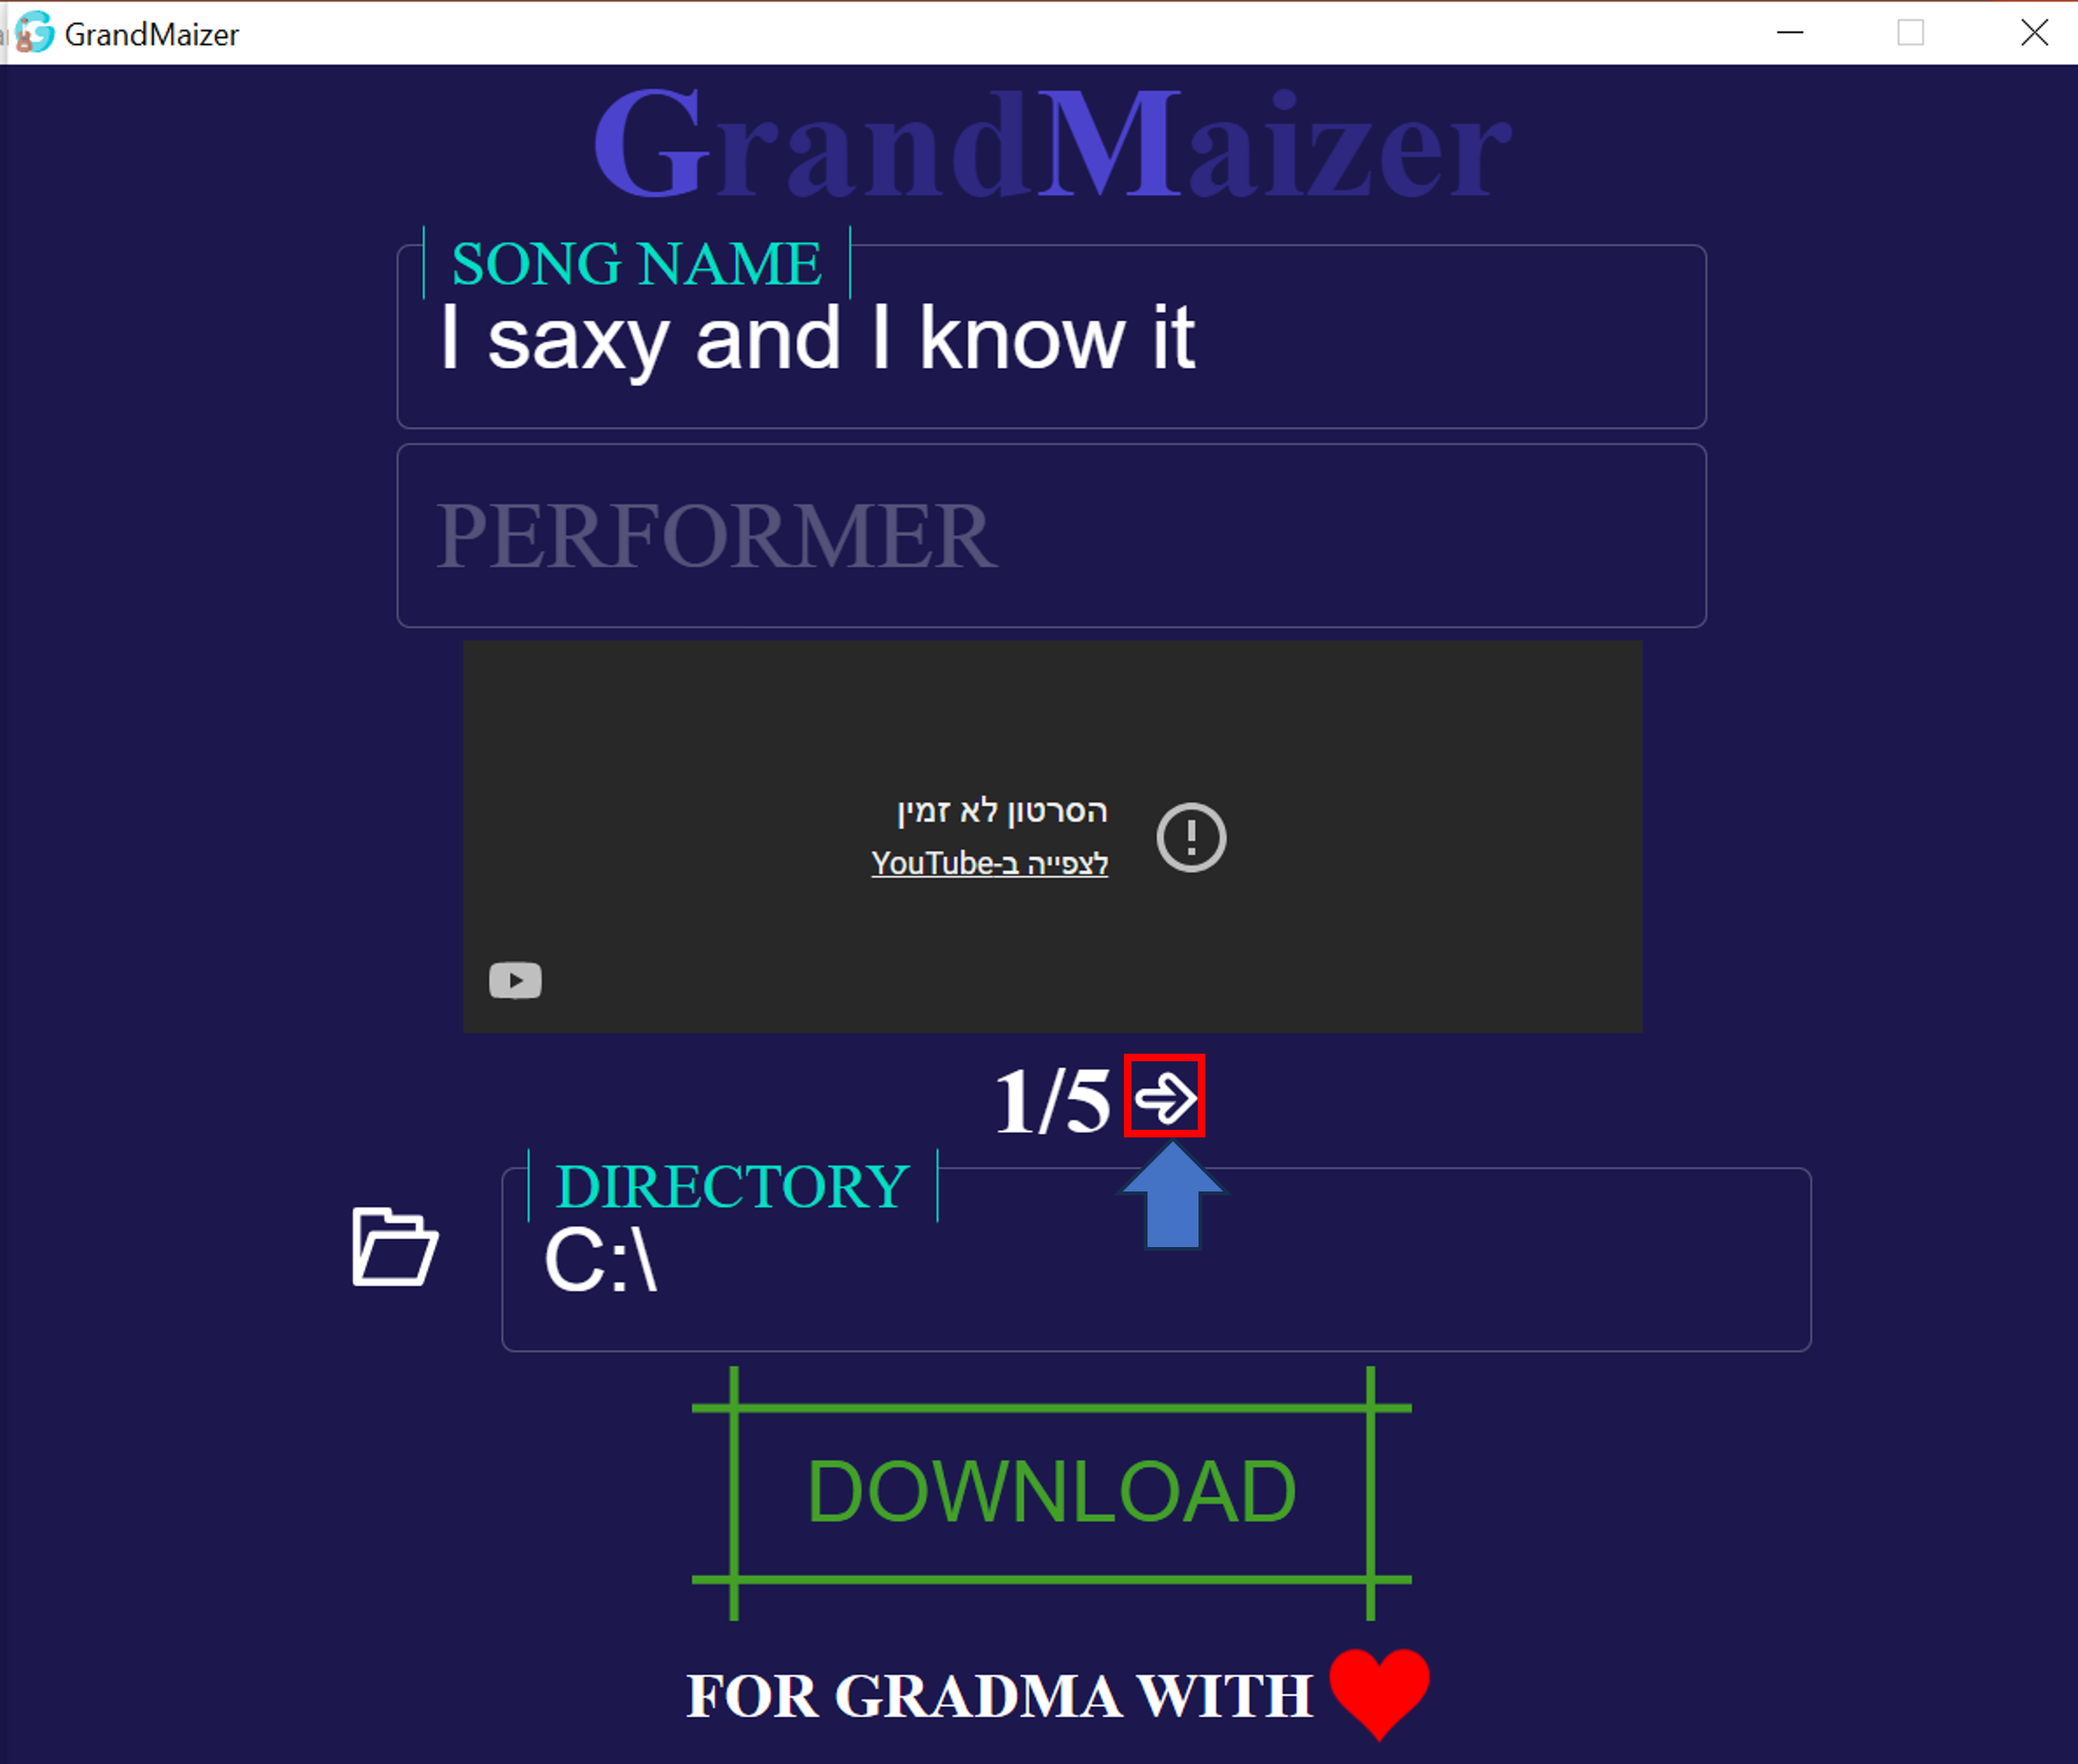 GrandMaizer
GrandMaizer
SONG NAME
I saxy and I know it
PERFORMER
הסרטון לא זמין
לצפייה ב-YouTube
1/5
DIRECTORY
C:\
DOWNLOAD
FOR GRADMA WITH